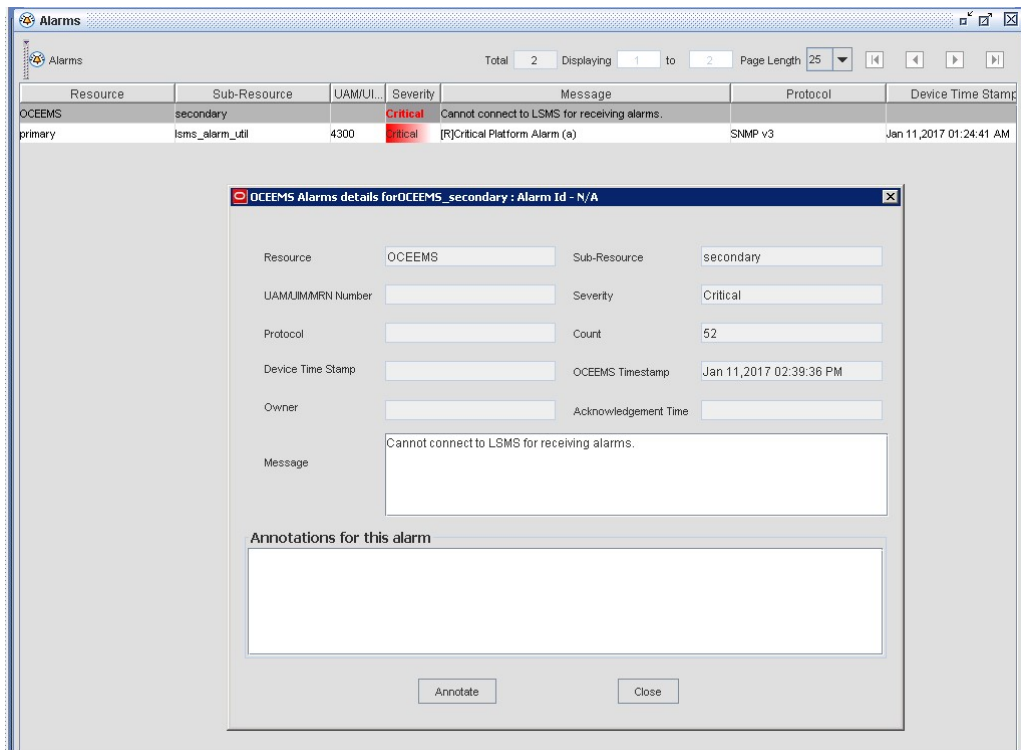 Alarms
Alarms Total 2 Displaying 1 to 2 Page Length 25
Resource Sub-Resource UAM/UI... Severity Message Protocol Device Time Stamp
OCEEMS secondary Critical Cannot connect to LSMS for receiving alarms.
primary lsms_alarm_util 4300 Critical [R]Critical Platform Alarm (a) SNMP v3 Jan 11,2017 01:24:41 AM
OCEEMS Alarms details forOCEEMS_secondary : Alarm Id - N/A
Resource OCEEMS Sub-Resource secondary
UAM/UIM/MRN Number Severity Critical
Protocol Count 52
Device Time Stamp OCEEMS Timestamp Jan 11,2017 02:39:36 PM
Owner Acknowledgement Time
Cannot connect to LSMS for receiving alarms.
Message
Annotations for this alarm
Annotate Close